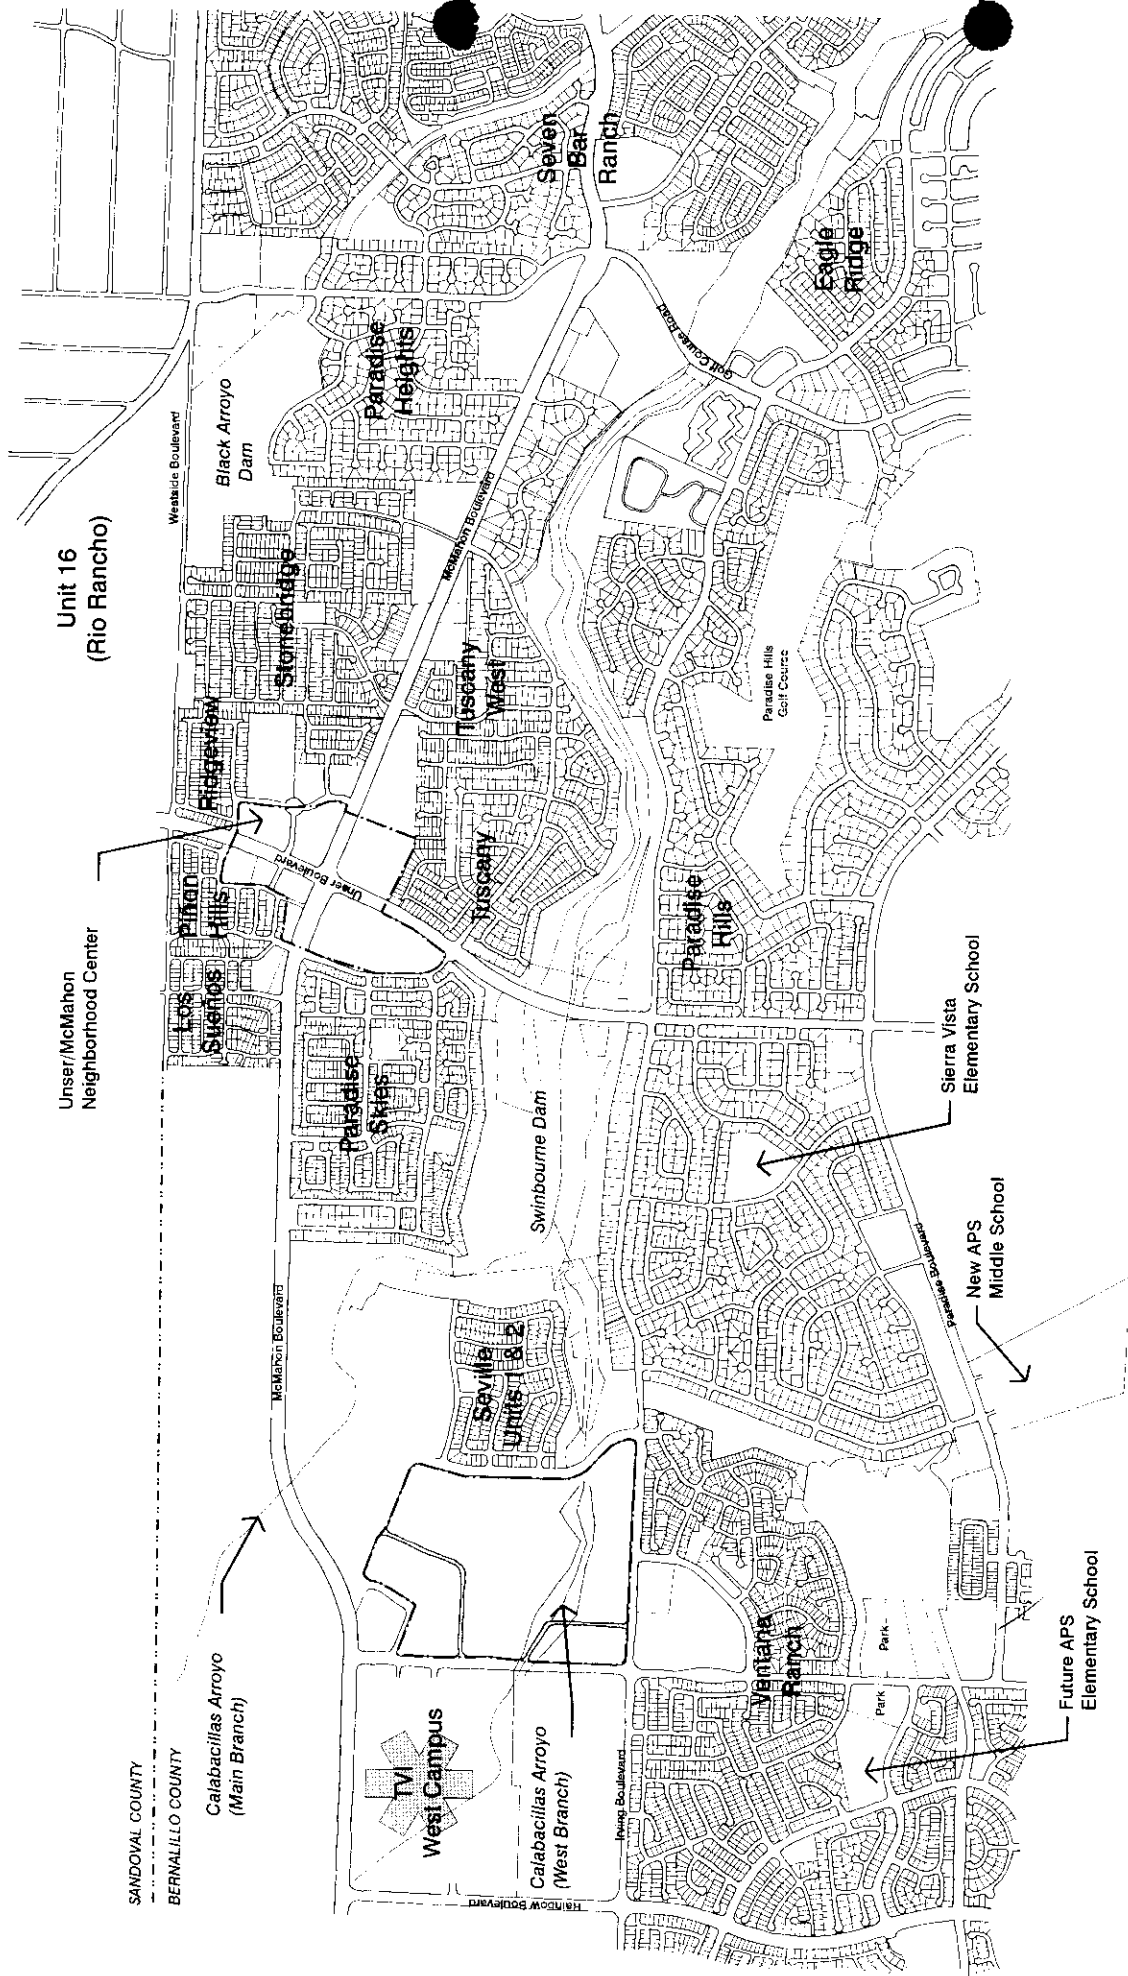 SANDOVAL COUNTY
BERNALILLO COUNTY
Calabacillas Arroyo
(Main Branch)
Unser/McMahon
Neighborhood Center
Unit 16
(Rio Rancho)
Westside Boulevard
Black Arroyo
Dam
Los
Sueños
Piñon
Hills
Ridgeview
Stonebridge
Paradise
Heights
Seven
Bar
Ranch
McMahon Boulevard
Unser Boulevard
McMahon Boulevard
Paradise
Skies
Tuscany
Tuscany
West
Golf Course Road
Eagle
Ridge
TVI
West Campus
Calabacillas Arroyo
(West Branch)
Seville
Units 1 & 2
Swinbourne Dam
Rainbow Boulevard
Irving Boulevard
Paradise
Hills
Paradise Hills
Golf Course
Ventana
Ranch
Park
Park
Paradise Boulevard
Sierra Vista
Elementary School
New APS
Middle School
Future APS
Elementary School